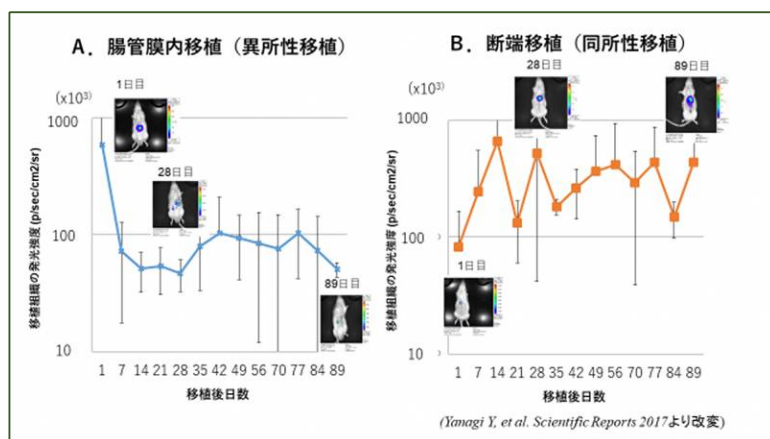 A. 腸管膜内移植（異所性移植）
(x10³)
1日目
28日目
89日目
1000
100
10
移植組織の発光強度 (p/sec/cm2/sr)
1 7 14 21 28 35 42 49 56 70 77 84 89
移植後日数
B. 断端移植（同所性移植）
(x10³)
28日目
89日目
1日目
1000
100
10
移植組織の発光強度 (p/sec/cm2/sr)
1 7 14 21 28 35 42 49 56 70 77 84 89
移植後日数
(Yanagi Y, et al. Scientific Reports 2017より改変)